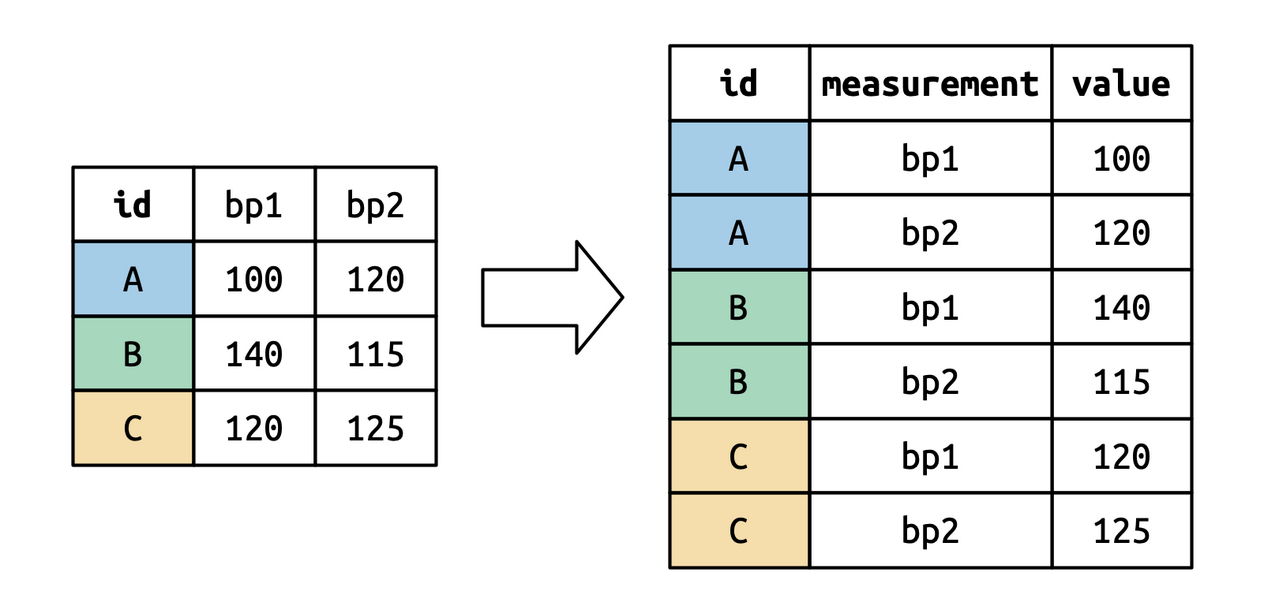 id bp1 bp2
A 100 120
B 140 115
C 120 125
id measurement value
A bp1 100
A bp2 120
B bp1 140
B bp2 115
C bp1 120
C bp2 125